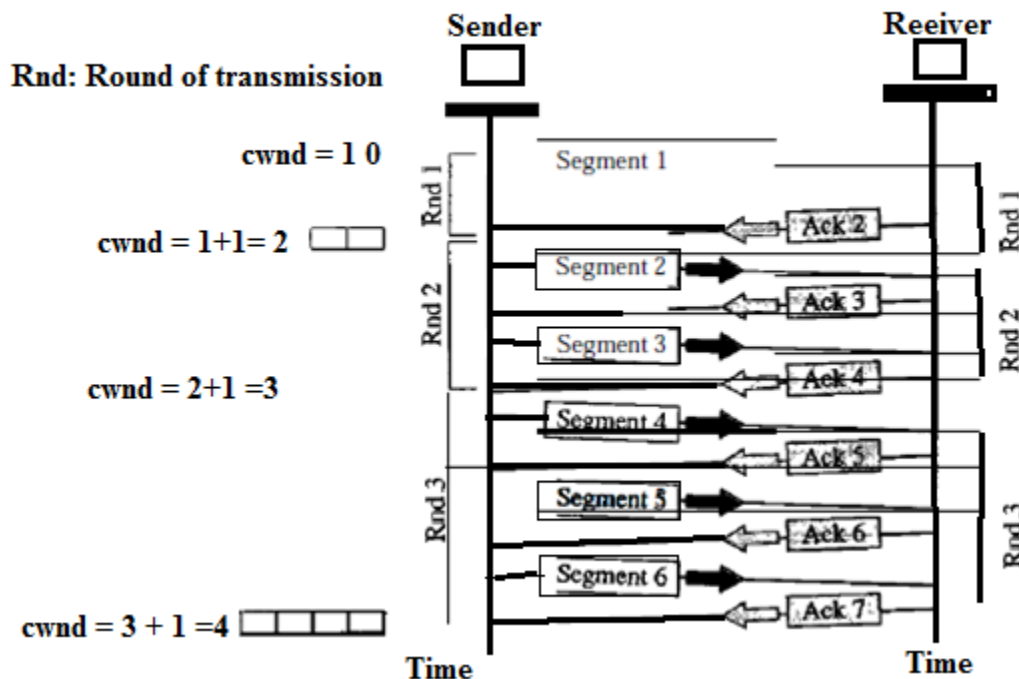 Sender
Reeiver
Rnd: Round of transmission
cwnd = 1 0
Segment 1
Rnd 1
Rnd 1
Ack 2
cwnd = 1+1= 2
Segment 2
Rnd 2
Ack 3
Rnd 2
Segment 3
Ack 4
cwnd = 2+1 =3
Segment 4
Ack 5
Rnd 3
Segment 5
Rnd 3
Ack 6
Segment 6
Ack 7
cwnd = 3 + 1 =4
Time
Time